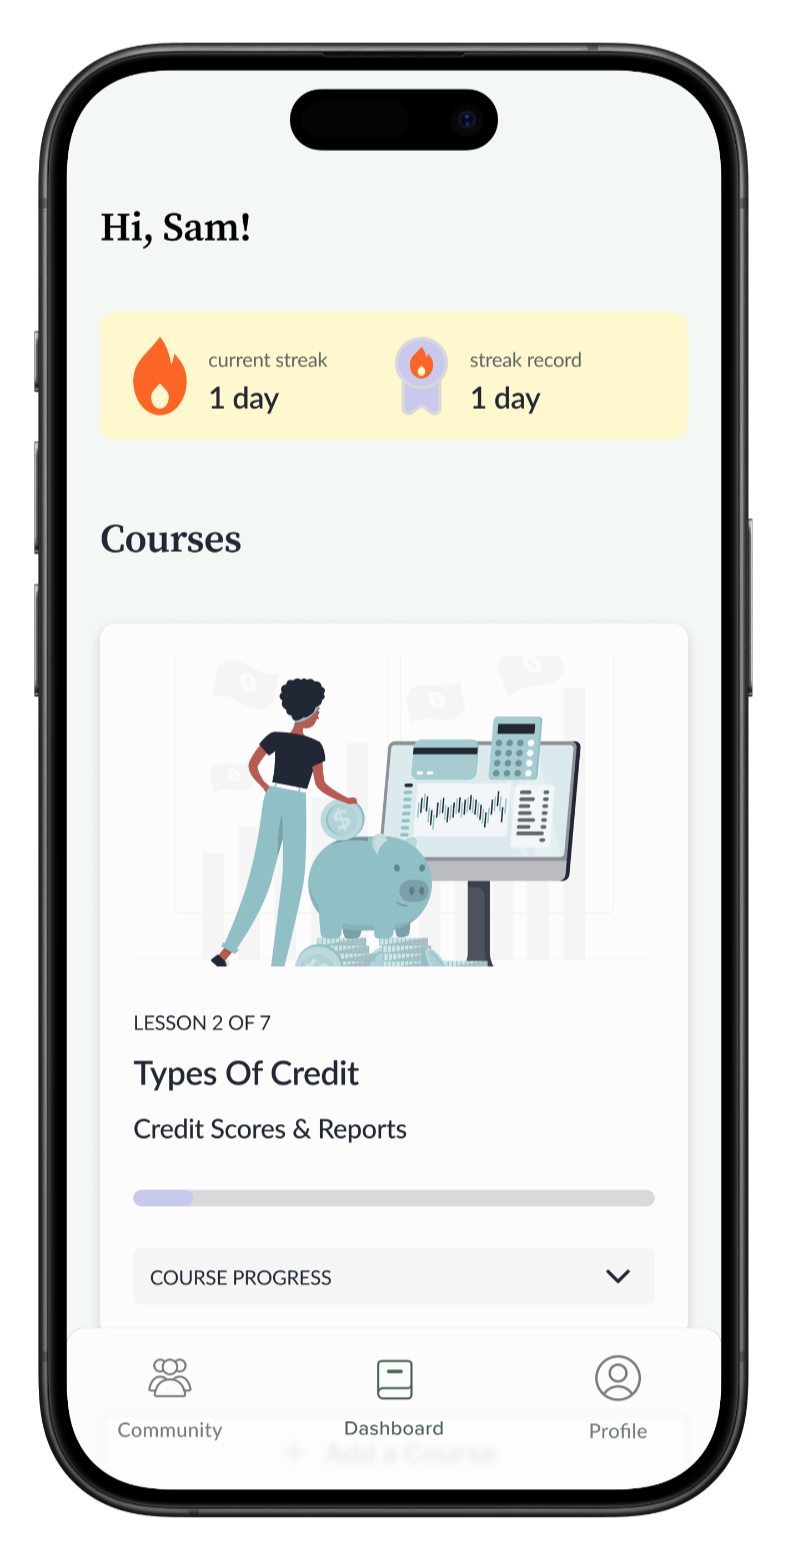 Hi, Sam!
current streak
1 day
streak record
1 day
Courses
$
$
$
$
$
LESSON 2 OF 7
Types Of Credit
Credit Scores & Reports
COURSE PROGRESS
Community
Dashboard
Profile
+ Add a Course